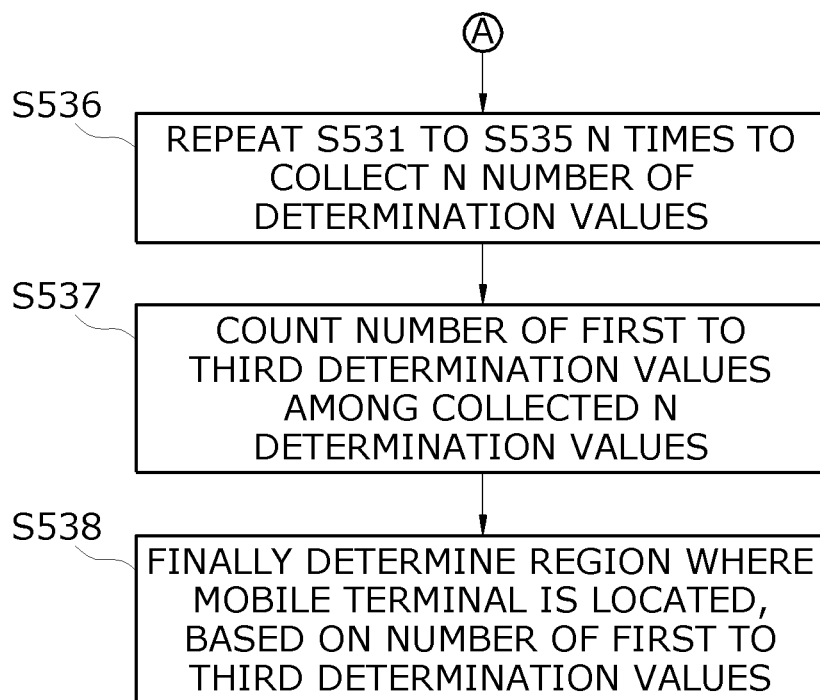 A
S536
REPEAT S531 TO S535 N TIMES TO
COLLECT N NUMBER OF
DETERMINATION VALUES
S537
COUNT NUMBER OF FIRST TO
THIRD DETERMINATION VALUES
AMONG COLLECTED N
DETERMINATION VALUES
S538
FINALLY DETERMINE REGION WHERE
MOBILE TERMINAL IS LOCATED,
BASED ON NUMBER OF FIRST TO
THIRD DETERMINATION VALUES